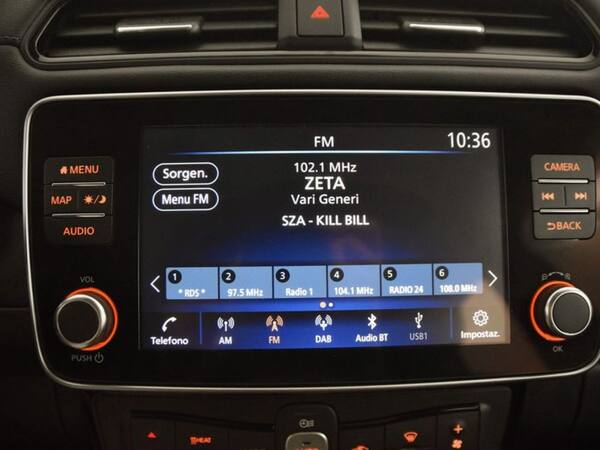 FM
10:36
102.1 MHz
ZETA
Vari Generi
SZA - KILL BILL
Sorgen.
Menu FM
MENU
MAP
AUDIO
VOL
PUSH
CAMERA
BACK
OK
1 2 3 4 5 6
* RDS * 97.5 MHz Radio 1 104.1 MHz RADIO 24 108.0 MHz
Telefono AM FM DAB Audio BT USB1 Impostaz.
HEAT